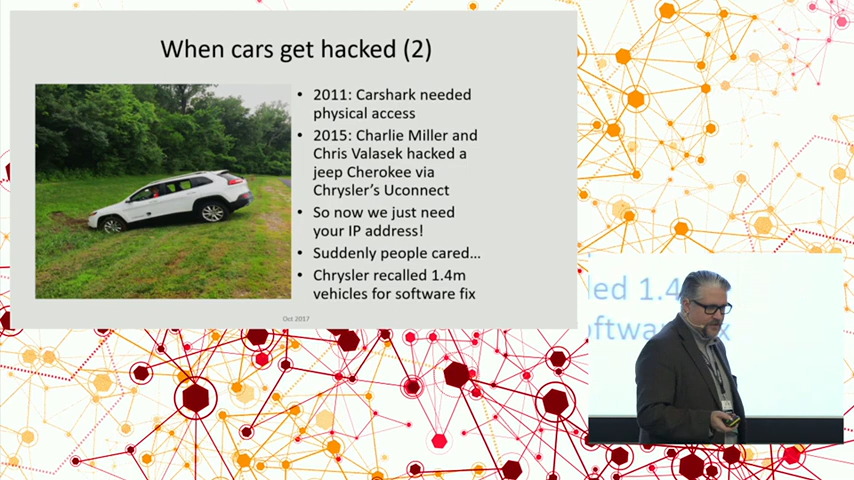 When cars get hacked (2)
• 2011: Carshark needed
physical access
• 2015: Charlie Miller and
Chris Valasek hacked a
jeep Cherokee via
Chrysler's Uconnect
• So now we just need
your IP address!
• Suddenly people cared...
• Chrysler recalled 1.4m
vehicles for software fix
Oct 2017
led 1.4
oftwa
x